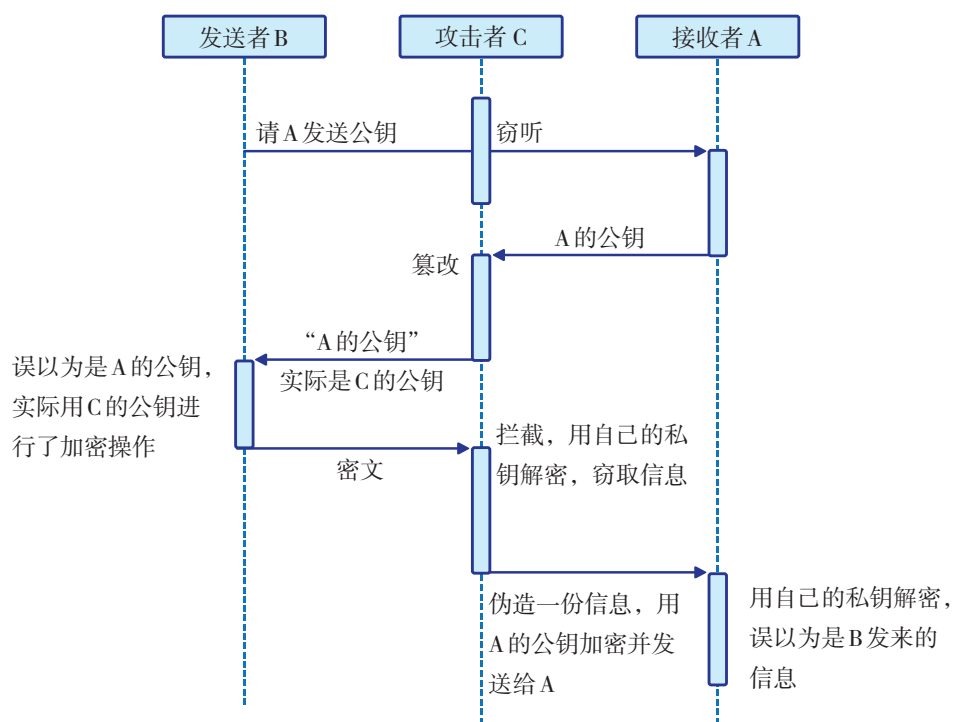 发送者B
攻击者C
接收者A
请A发送公钥
窃听
A的公钥
篡改
“A的公钥”
实际是C的公钥
误以为是A的公钥，
实际用C的公钥进
行了加密操作
密文
拦截，用自己的私
钥解密，窃取信息
伪造一份信息，用
A的公钥加密并发
送给A
用自己的私钥解密，
误以为是B发来的
信息